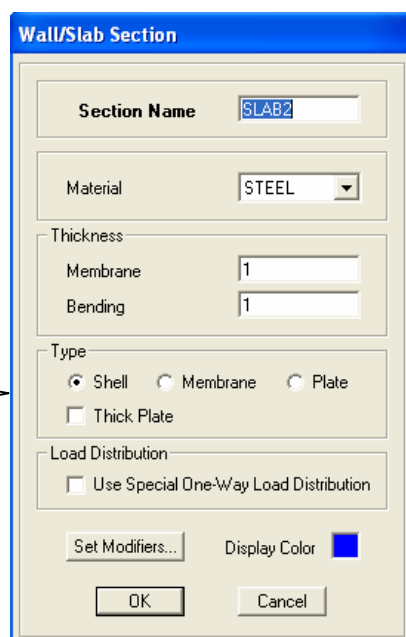 Wall/Slab Section
Section Name SLAB2
Material STEEL
Thickness
Membrane 1
Bending 1
Type
Shell Membrane Plate
Thick Plate
Load Distribution
Use Special One-Way Load Distribution
Set Modifiers... Display Color
OK Cancel